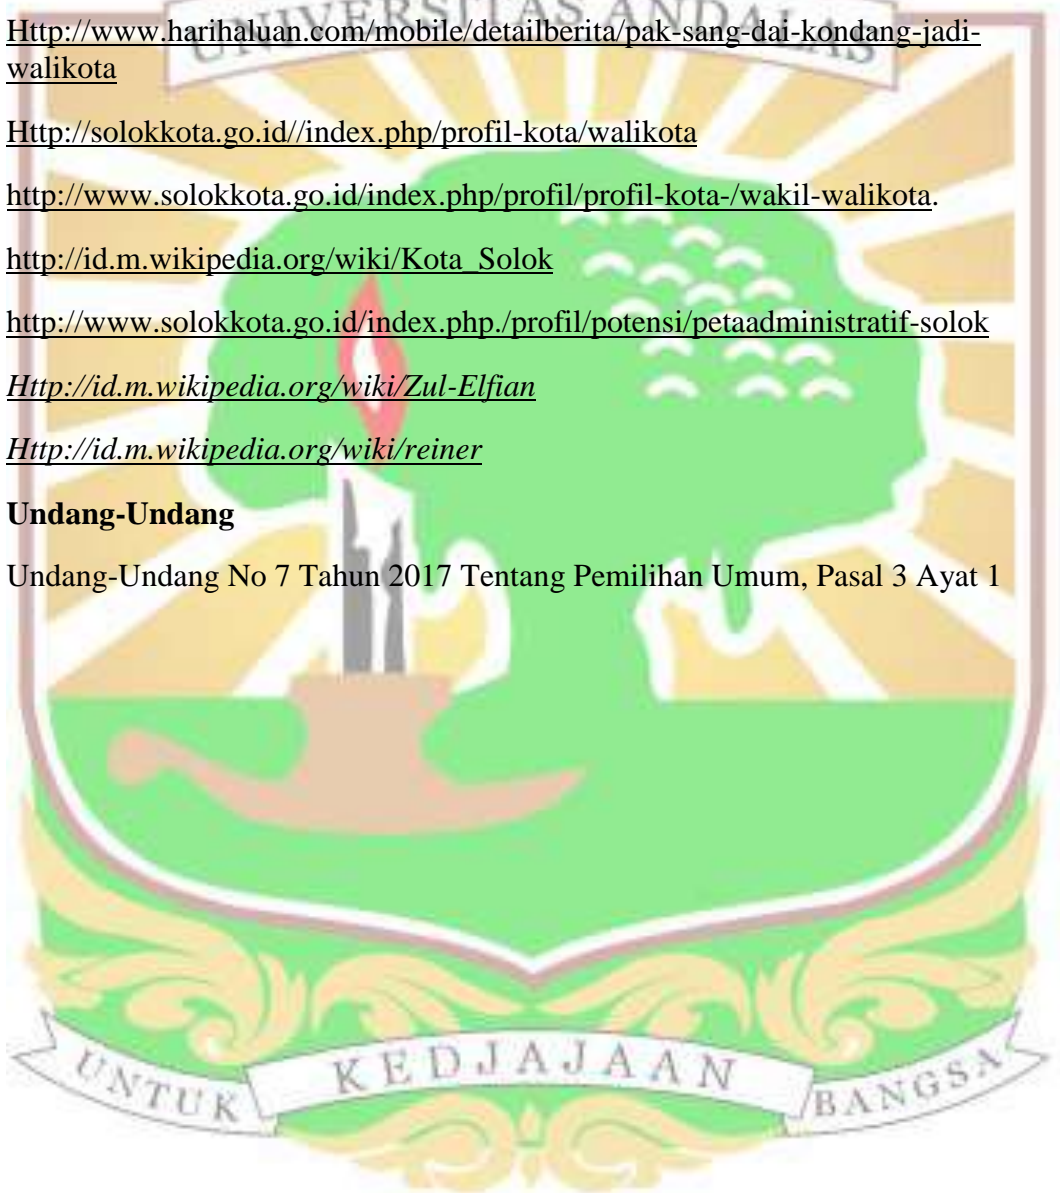 UNIVERSITAS ANDALAS
Http://www.harihaluan.com/mobile/detailberita/pak-sang-dai-kondang-jadi-
walikota
Http://solokkota.go.id//index.php/profil-kota/walikota
http://www.solokkota.go.id/index.php/profil/profil-kota-/wakil-walikota.
http://id.m.wikipedia.org/wiki/Kota_Solok
http://www.solokkota.go.id/index.php./profil/potensi/petaadministratif-solok
Http://id.m.wikipedia.org/wiki/Zul-Elfian
Http://id.m.wikipedia.org/wiki/reiner
Undang-Undang
Undang-Undang No 7 Tahun 2017 Tentang Pemilihan Umum, Pasal 3 Ayat 1
UNTUK KEDJAJAAN BANGSA